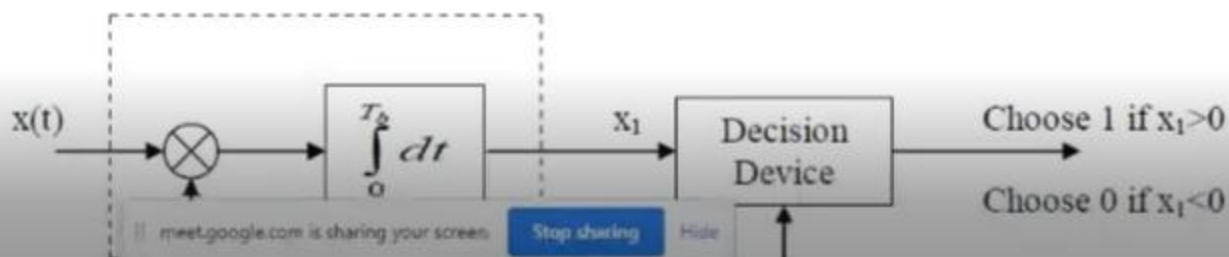 x(t)
T_b
∫ dt
0
x₁
Decision
Device
Choose 1 if x₁>0
Choose 0 if x₁<0
meet.google.com is sharing your screen
Stop sharing
Hide